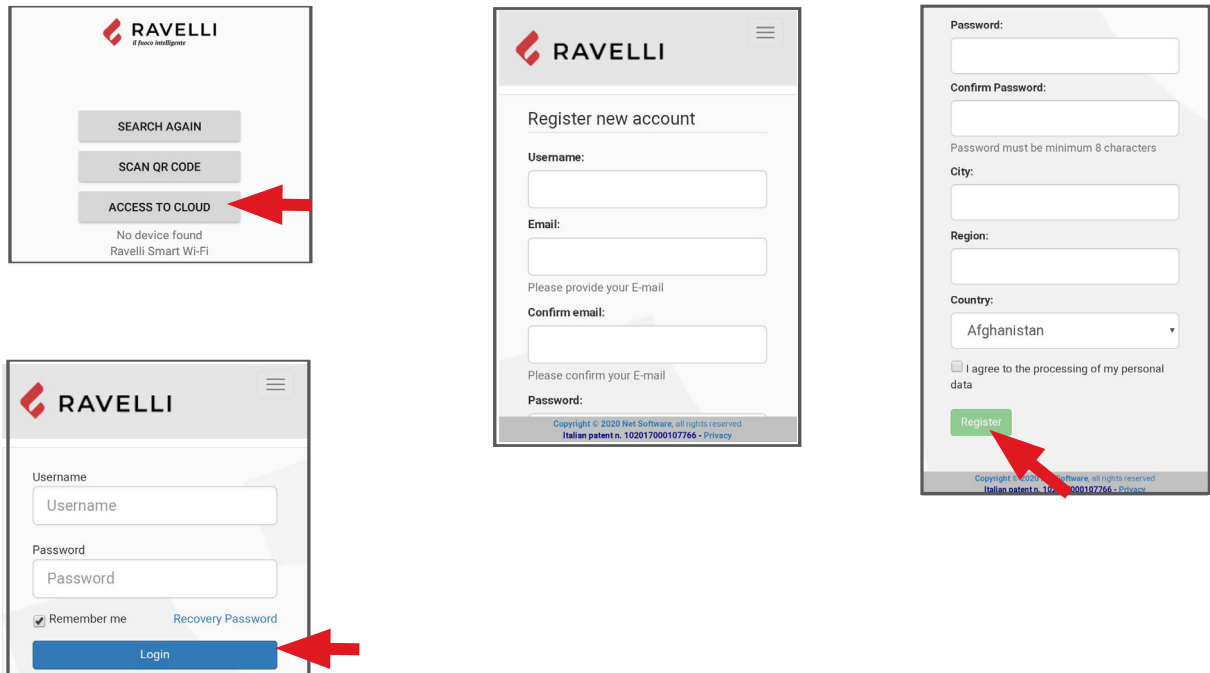 RAVELLI
il fuoco intelligente
SEARCH AGAIN
SCAN QR CODE
ACCESS TO CLOUD
No device found
Ravelli Smart Wi-Fi
RAVELLI
Username
Username
Password
Password
Remember me
Recovery Password
Login
RAVELLI
Register new account
Username:
Email:
Please provide your E-mail
Confirm email:
Please confirm your E-mail
Password:
Copyright © 2020 Net Software, all rights reserved
Italian patent n. 102017000107766 - Privacy
Password:
Confirm Password:
Password must be minimum 8 characters
City:
Region:
Country:
Afghanistan
I agree to the processing of my personal
data
Register
Copyright © 2020 all rights reserved
Italian patent n. - Privacy